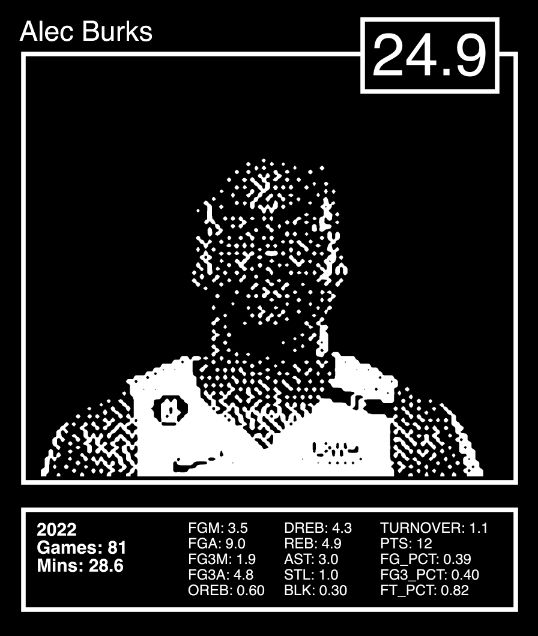 Alec Burks
24.9
2022
Games: 81
Mins: 28.6
FGM: 3.5
FGA: 9.0
FG3M: 1.9
FG3A: 4.8
OREB: 0.60
DREB: 4.3
REB: 4.9
AST: 3.0
STL: 1.0
BLK: 0.30
TURNOVER: 1.1
PTS: 12
FG_PCT: 0.39
FG3_PCT: 0.40
FT_PCT: 0.82